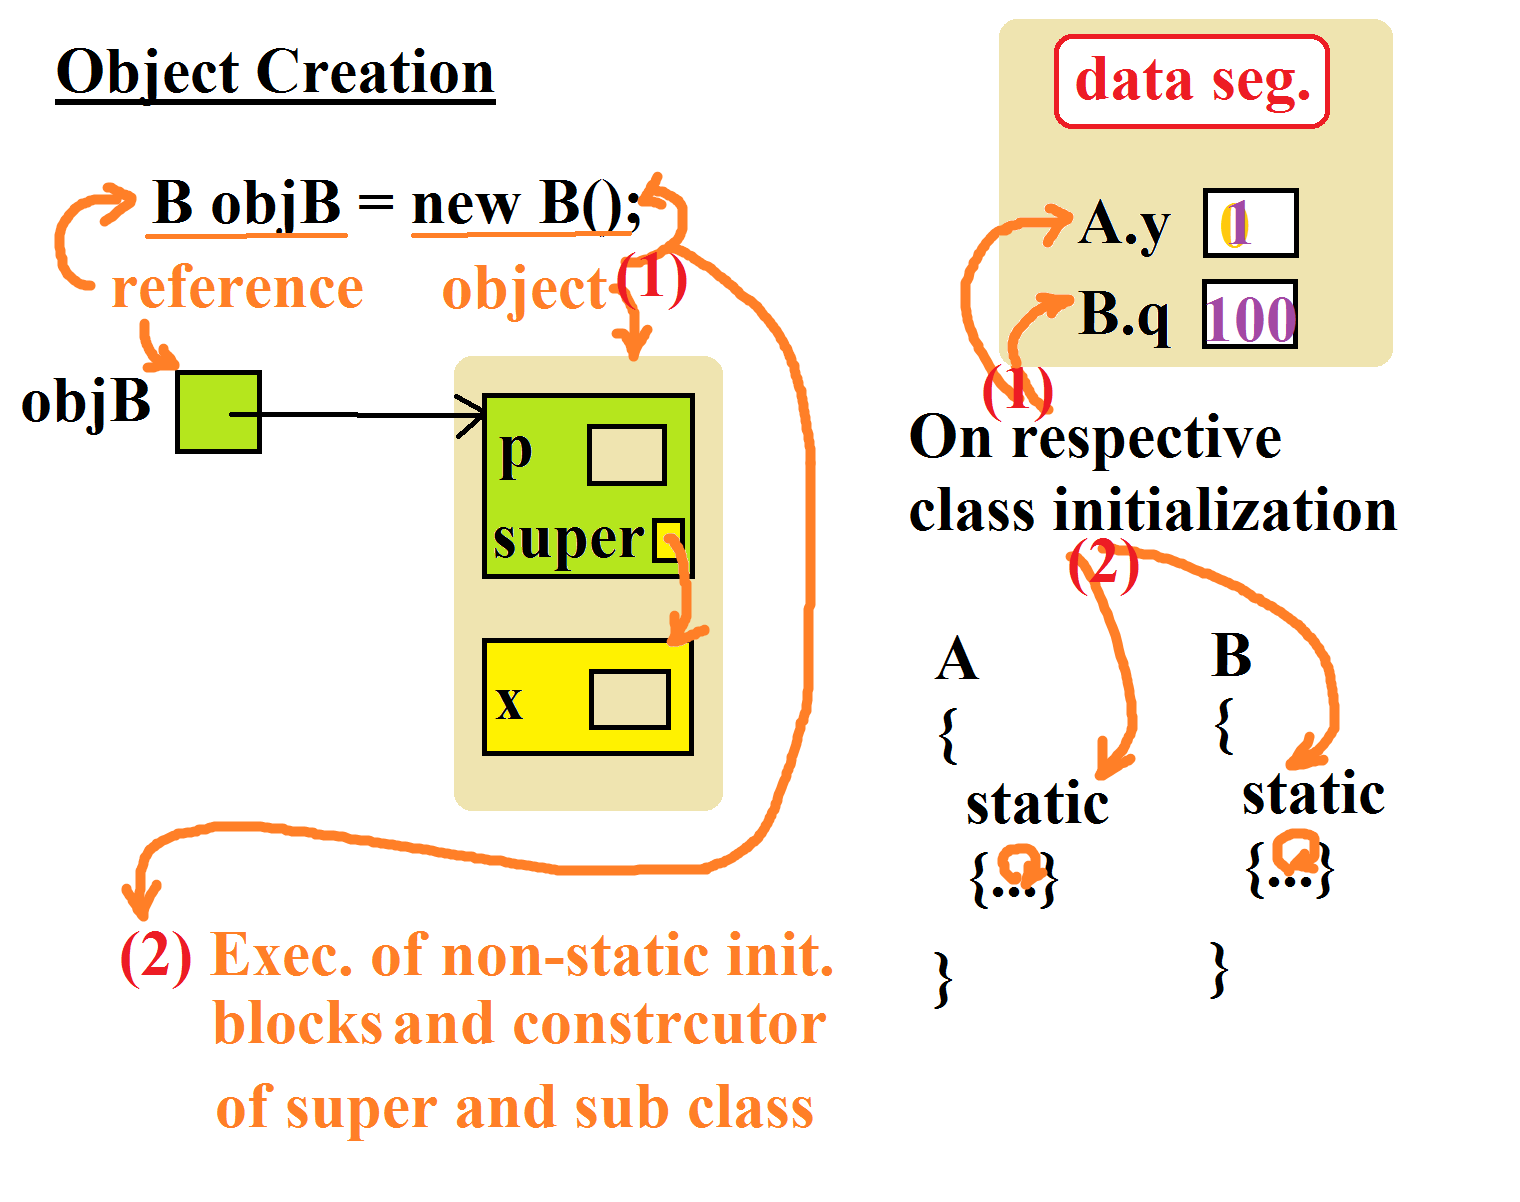 Object Creation
B objB = new B();
reference
object
(1)
objB
p
super
x
(2) Exec. of non-static init.
blocks and constrcutor
of super and sub class
data seg.
A.y 1
B.q 100
(1)
On respective
class initialization
(2)
A
{
static
{...}
}
B
{
static
{...}
}